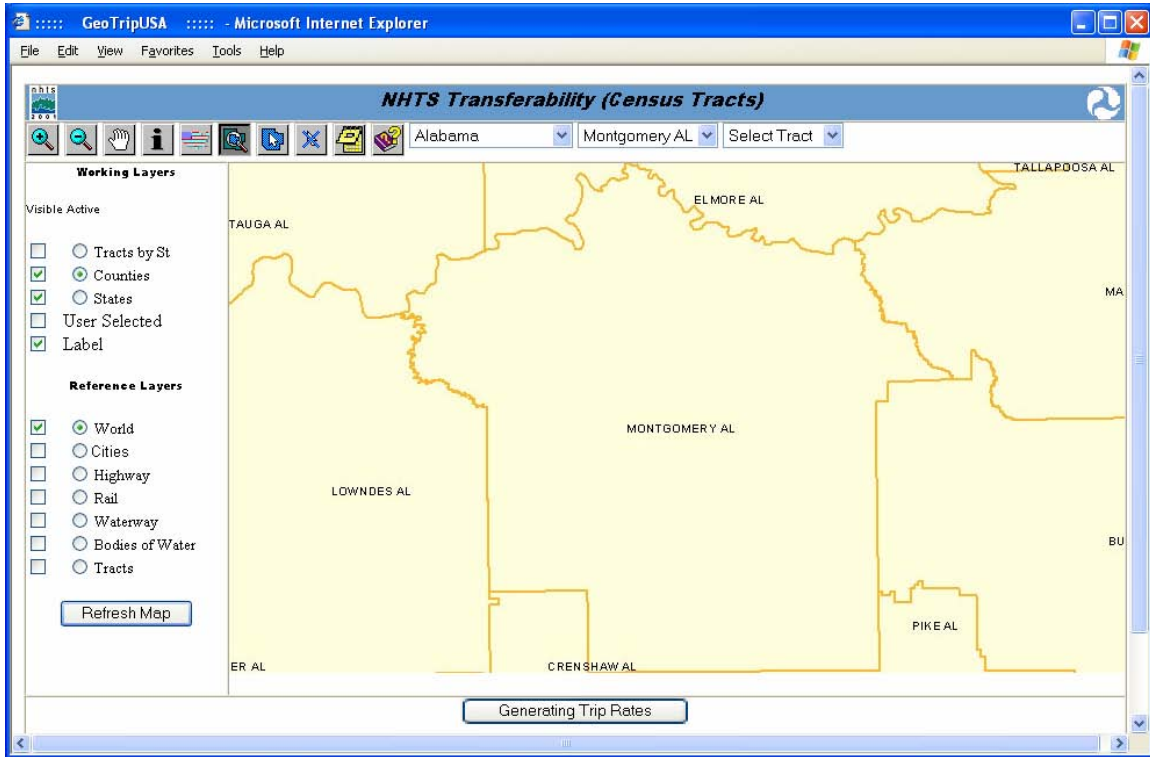 ::::: GeoTripUSA ::::: - Microsoft Internet Explorer
File Edit View Favorites Tools Help
nhts
2001
NHTS Transferability (Census Tracts)
Alabama Montgomery AL Select Tract
Working Layers
Visible Active
Tracts by St
Counties
States
User Selected
Label
Reference Layers
World
Cities
Highway
Rail
Waterway
Bodies of Water
Tracts
Refresh Map
TALLAPOOSA AL
ELMORE AL
TAUGA AL
MA
MONTGOMERY AL
LOWNDES AL
BU
PIKE AL
ER AL
CRENSHAW AL
Generating Trip Rates